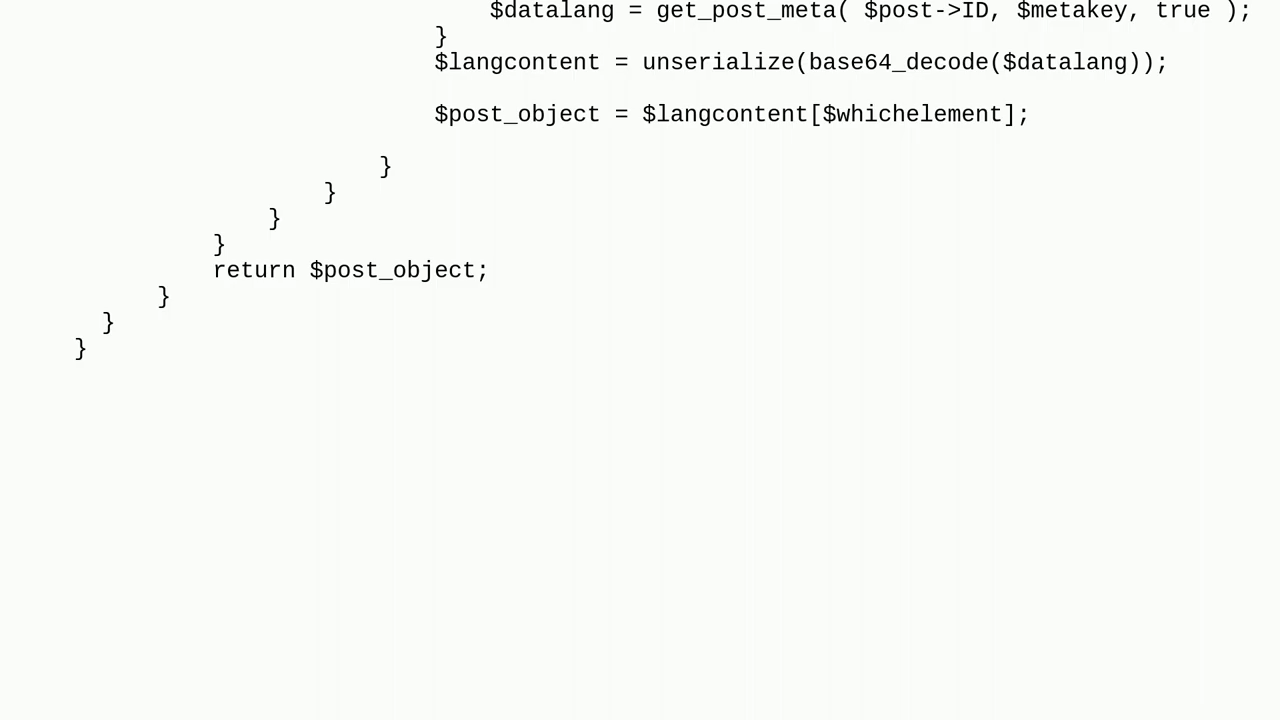 $datalang = get_post_meta( $post->ID, $metakey, true );
}
$langcontent = unserialize(base64_decode($datalang));
$post_object = $langcontent[$whichelement];
}
}
}
}
return $post_object;
}
}
}